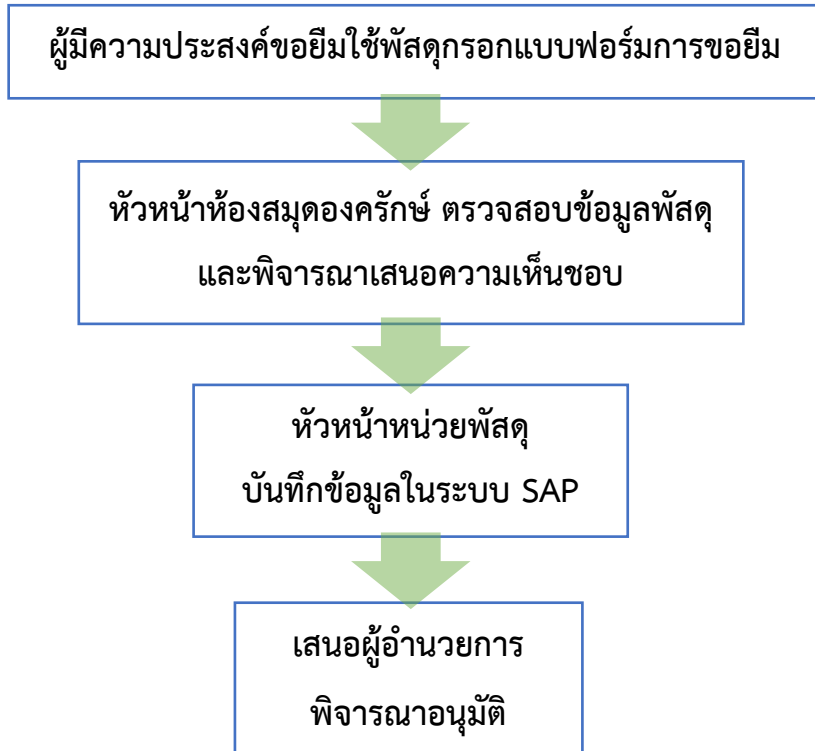 ผู้มีความประสงค์ขอยืมใช้พัสดุกรอกแบบฟอร์มการขอยืม
หัวหน้าห้องสมุดองครักษ์ ตรวจสอบข้อมูลพัสดุ
และพิจารณาเสนอความเห็นชอบ
หัวหน้าหน่วยพัสดุ
บันทึกข้อมูลในระบบ SAP
เสนอผู้อำนวยการ
พิจารณาอนุมัติ